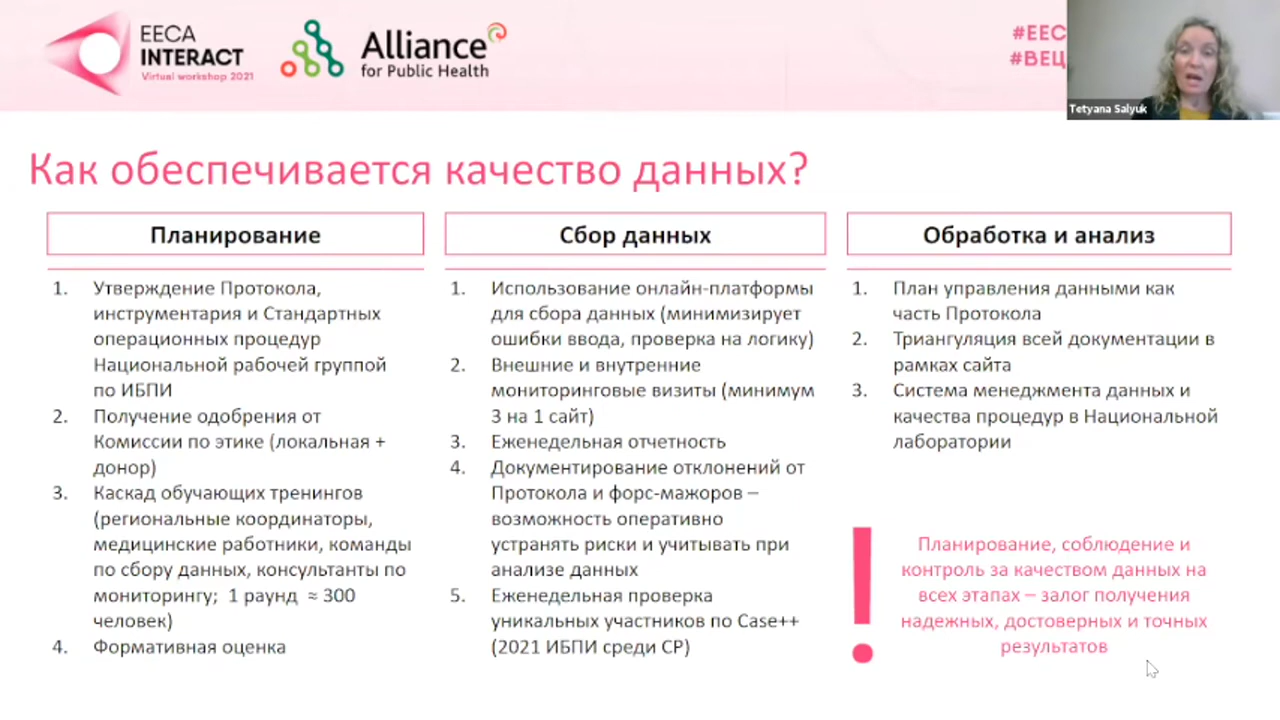 EECA
INTERACT
Virtual workshop 2021
Alliance
for Public Health
#EEC
#ВЕЦ
Tetyana Salyuk
Как обеспечивается качество данных?
Планирование
1. Утверждение Протокола,
инструментария и Стандартных
операционных процедур
Национальной рабочей группой
по ИБПИ
2. Получение одобрения от
Комиссии по этике (локальная +
донор)
3. Каскад обучающих тренингов
(региональные координаторы,
медицинские работники, команды
по сбору данных, консультанты по
мониторингу; 1 раунд ≈ 300
человек)
4. Формативная оценка
Сбор данных
1. Использование онлайн-платформы
для сбора данных (минимизирует
ошибки ввода, проверка на логику)
2. Внешние и внутренние
мониторинговые визиты (минимум
3 на 1 сайт)
3. Еженедельная отчетность
4. Документирование отклонений от
Протокола и форс-мажоров –
возможность оперативно
устранять риски и учитывать при
анализе данных
5. Еженедельная проверка
уникальных участников по Case++
(2021 ИБПИ среди СР)
Обработка и анализ
1. План управления данными как
часть Протокола
2. Триангуляция всей документации в
рамках сайта
3. Система менеджмента данных и
качества процедур в Национальной
лаборатории
!
Планирование, соблюдение и
контроль за качеством данных на
всех этапах – залог получения
надежных, достоверных и точных
результатов